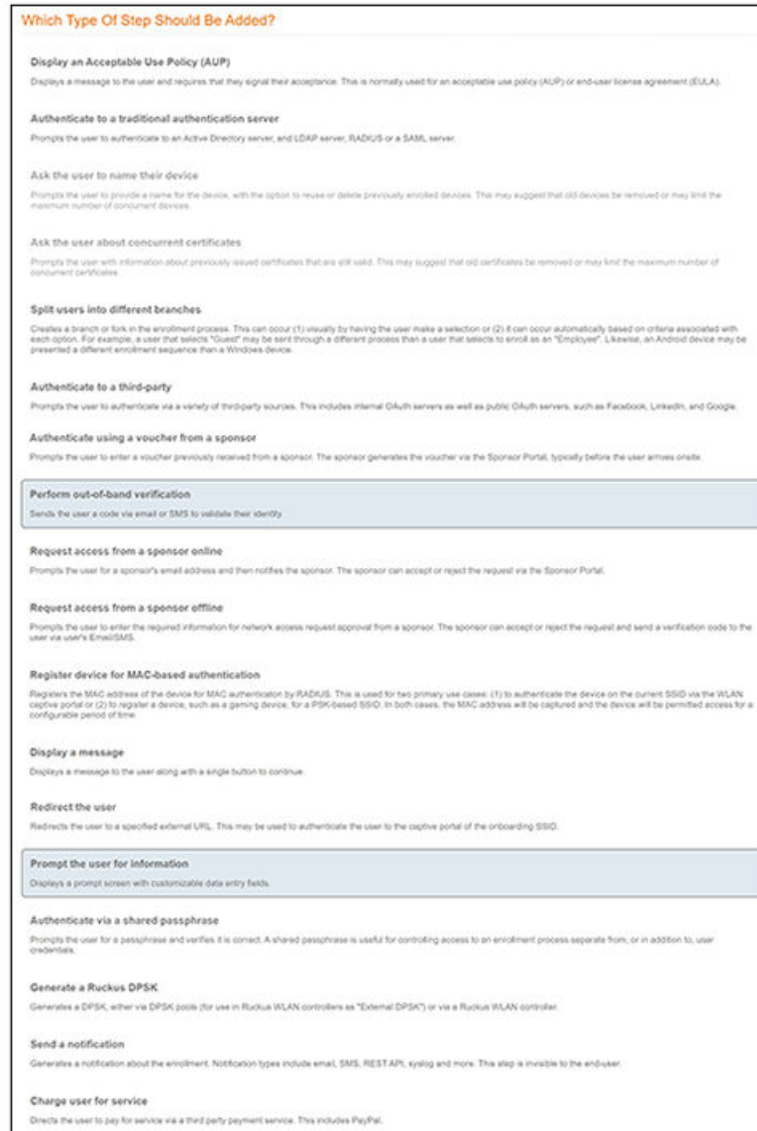 Which Type Of Step Should Be Added?
Display an Acceptable Use Policy (AUP)
Displays a message to the user and requires that they signal their acceptance. This is normally used for an acceptable use policy (AUP) or end-user license agreement (EULA).
Authenticate to a traditional authentication server
Prompts the user to authenticate to an Active Directory server, and LDAP server, RADIUS or a SAML server.
Ask the user to name their device
Prompts the user to provide a name for the device, with the option to reuse or delete previously enrolled devices. This may suggest that old devices be removed or may limit the
maximum number of concurrent devices.
Ask the user about concurrent certificates
Prompts the user with information about previously issued certificates that are still valid. This may suggest that old certificates be removed or may limit the maximum number of
concurrent certificates.
Split users into different branches
Creates a branch or fork in the enrollment process. This can occur (1) visually by having the user make a selection or (2) it can occur automatically based on criteria associated with
each option. For example, a user that selects "Guest" may be sent through a different process than a user that selects to enroll as an "Employee". Likewise, an Android device may be
presented a different enrollment sequence than a Windows device.
Authenticate to a third-party
Prompts the user to authenticate via a variety of third-party sources. This includes internal OAuth servers as well as public OAuth servers, such as Facebook, LinkedIn, and Google.
Authenticate using a voucher from a sponsor
Prompts the user to enter a voucher previously received from a sponsor. The sponsor generates the voucher via the Sponsor Portal, typically before the user arrives onsite.
Perform out-of-band verification
Sends the user a code via email or SMS to validate their identity.
Request access from a sponsor online
Prompts the user for a sponsor's email address and then notifies the sponsor. The sponsor can accept or reject the request via the Sponsor Portal.
Request access from a sponsor offline
Prompts the user to enter the required information for network access request approval from a sponsor. The sponsor can accept or reject the request and send a verification code to the
user via user's Email/SMS.
Register device for MAC-based authentication
Registers the MAC address of the device for MAC authentication by RADIUS. This is used for two primary use cases: (1) to authenticate the device on the current SSID via the WLAN
captive portal or (2) to register a device, such as a gaming device, for a PSK-based SSID. In both cases, the MAC address will be captured and the device will be permitted access for a
configurable period of time.
Display a message
Displays a message to the user along with a single button to continue.
Redirect the user
Redirects the user to a specified external URL. This may be used to authenticate the user to the captive portal of the onboarding SSID.
Prompt the user for information
Displays a prompt screen with customizable data entry fields.
Authenticate via a shared passphrase
Prompts the user for a passphrase and verifies it is correct. A shared passphrase is useful for controlling access to an enrollment process separate from, or in addition to, user
credentials.
Generate a Ruckus DPSK
Generates a DPSK, either via DPSK pools (for use in Ruckus WLAN controllers as "External DPSK") or via a Ruckus WLAN controller.
Send a notification
Generates a notification about the enrollment. Notification types include email, SMS, REST API, syslog and more. This step is invisible to the end-user.
Charge user for service
Directs the user to pay for service via a third party payment service. This includes PayPal.